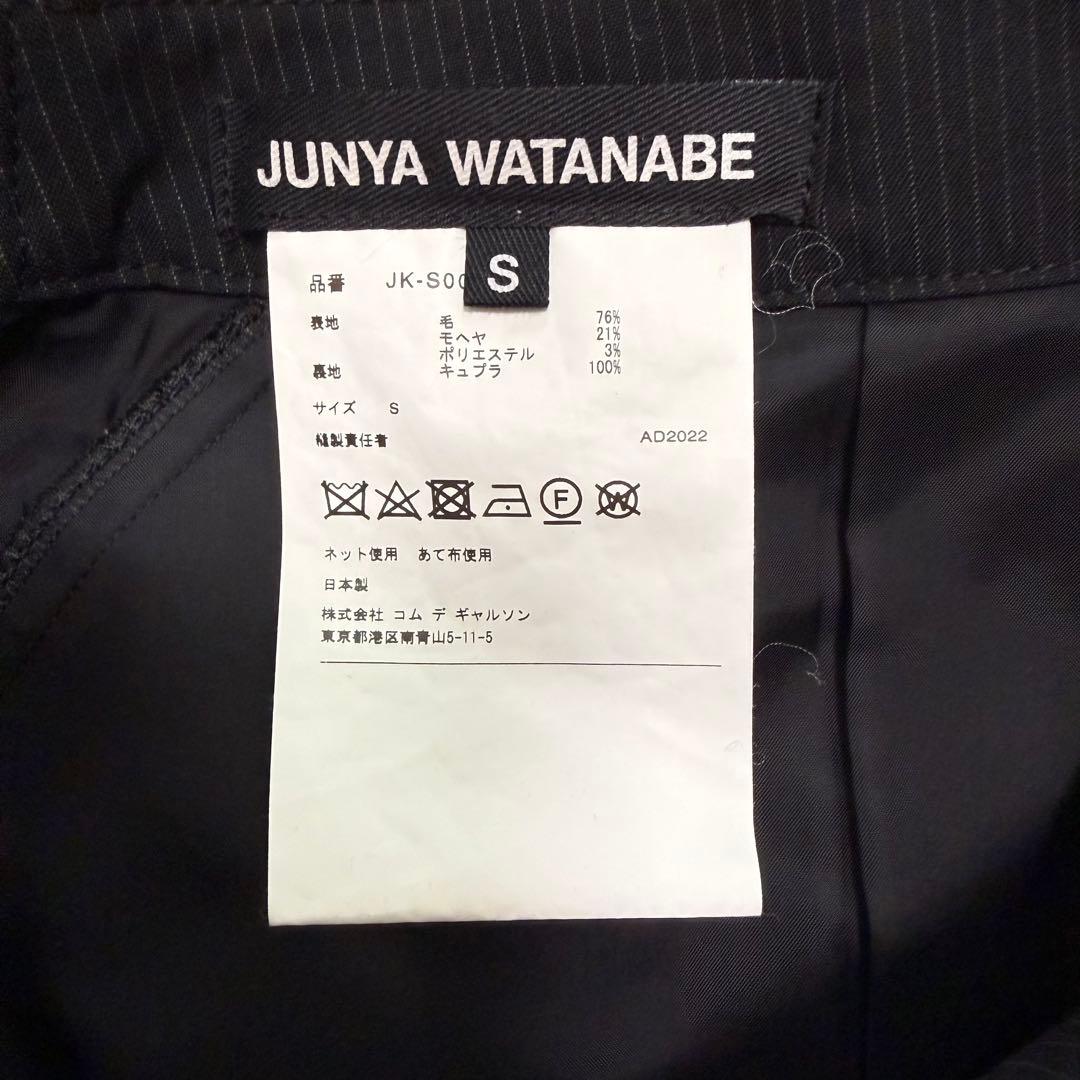 JUNYA WATANABE
S
品番 JK-S00
表地 毛 76%
モヘヤ 21%
ポリエステル 3%
裏地 キュプラ 100%
サイズ S
縫製責任者 AD2022
F W
ネット使用 あて布使用
日本製
株式会社 コム デ ギャルソン
東京都港区南青山5-11-5